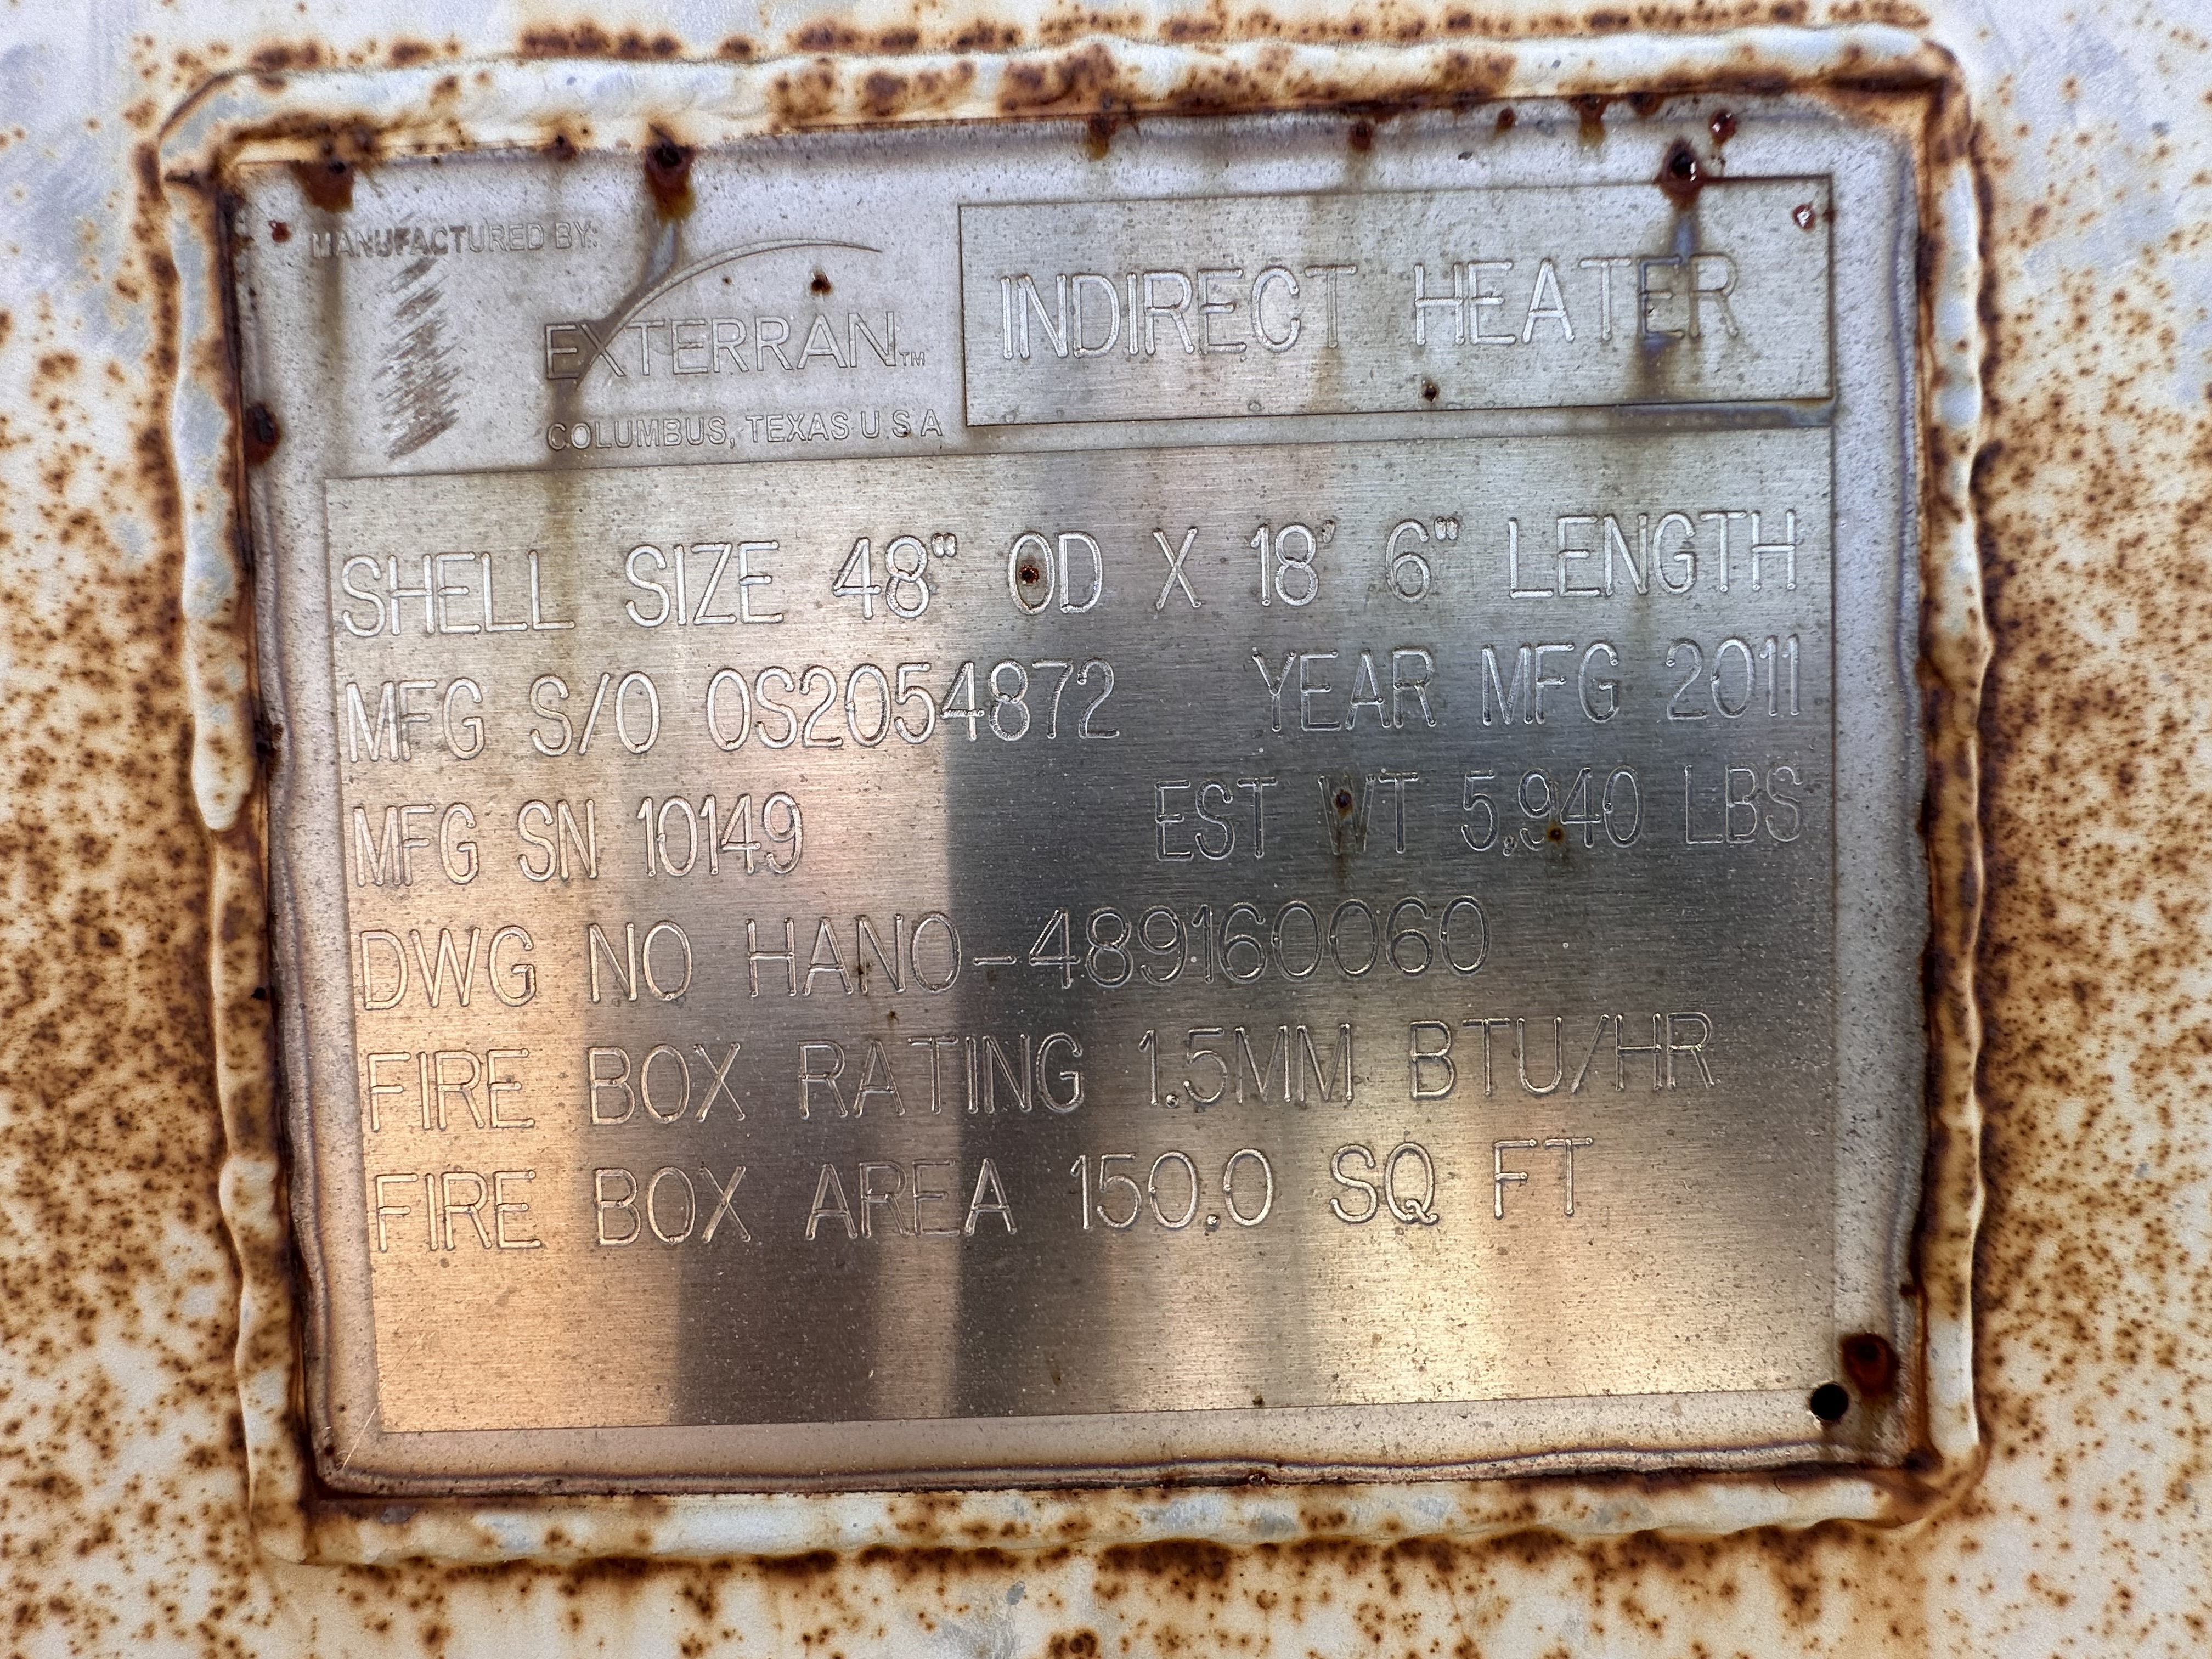 MANUFACTURED BY:
EXTERRAN™
COLUMBUS, TEXAS U S A
INDIRECT HEATER
SHELL SIZE 48" OD X 18' 6" LENGTH
MFG S/O OS2054872 YEAR MFG 2011
MFG SN 10149 EST WT 5,940 LBS
DWG NO HANO-489160060
FIRE BOX RATING 1.5MM BTU/HR
FIRE BOX AREA 150.0 SQ FT